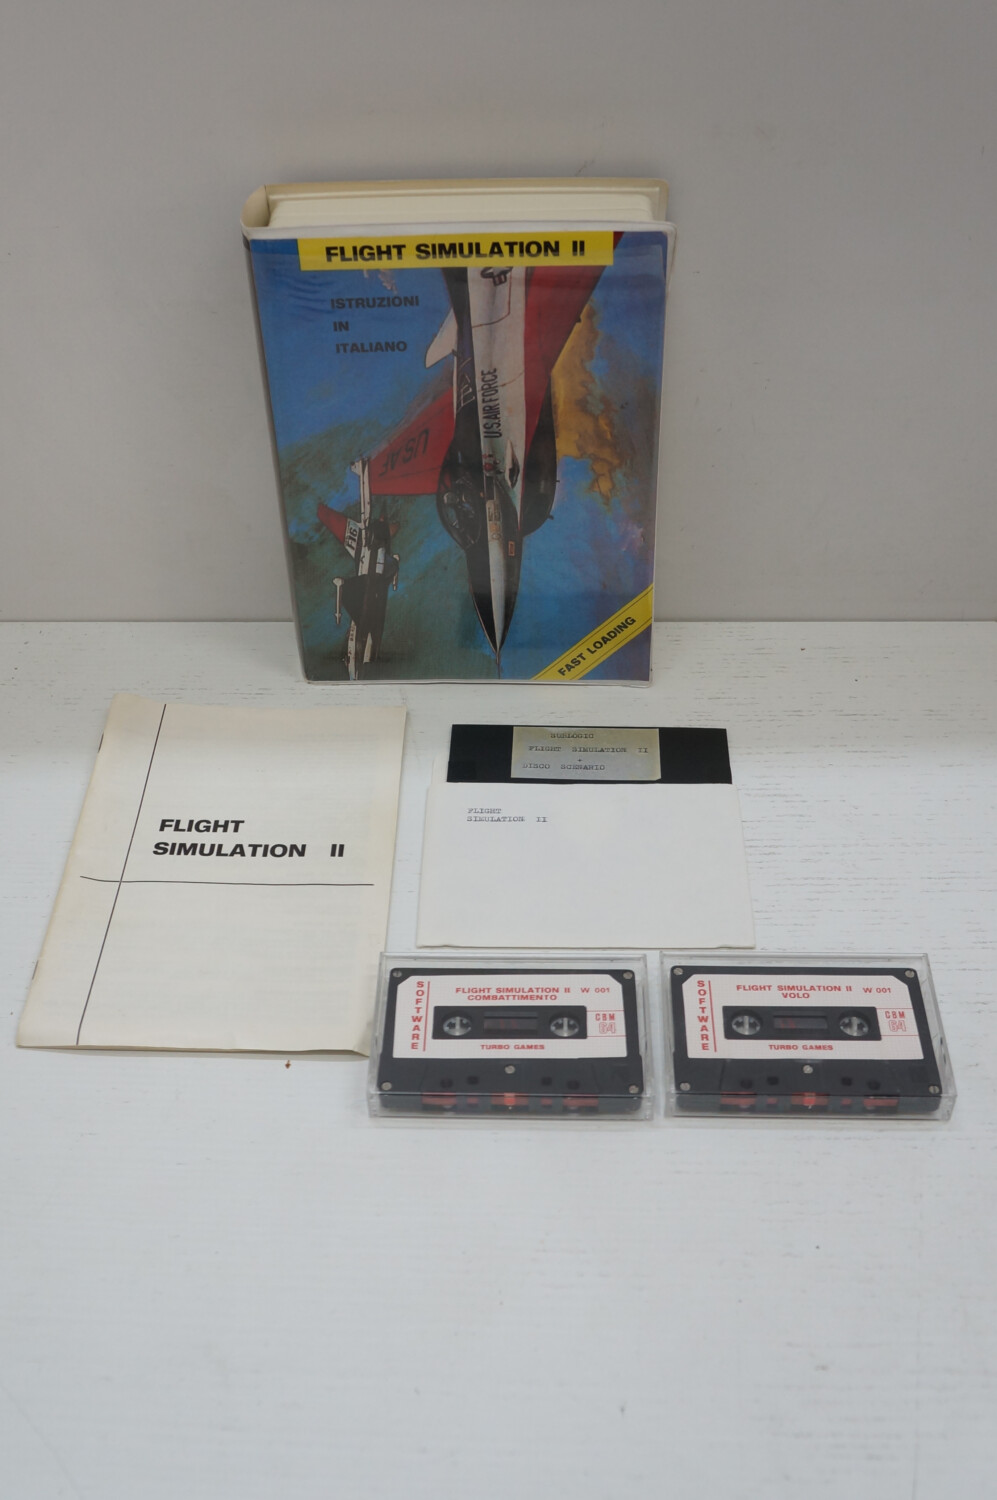 FLIGHT SIMULATION II
ISTRUZIONI
IN
ITALIANO
U.S. AIR FORCE
USAF
F16
FAST LOADING
FLIGHT
SIMULATION II
SUBLOGIC
FLIGHT SIMULATION II
+
DISCO SCENARIO
FLIGHT
SIMULATION II
SOFTWARE
FLIGHT SIMULATION II W 001
COMBATTIMENTO
CBM
64
TURBO GAMES
SOFTWARE
FLIGHT SIMULATION II W 001
VOLO
CBM
64
TURBO GAMES